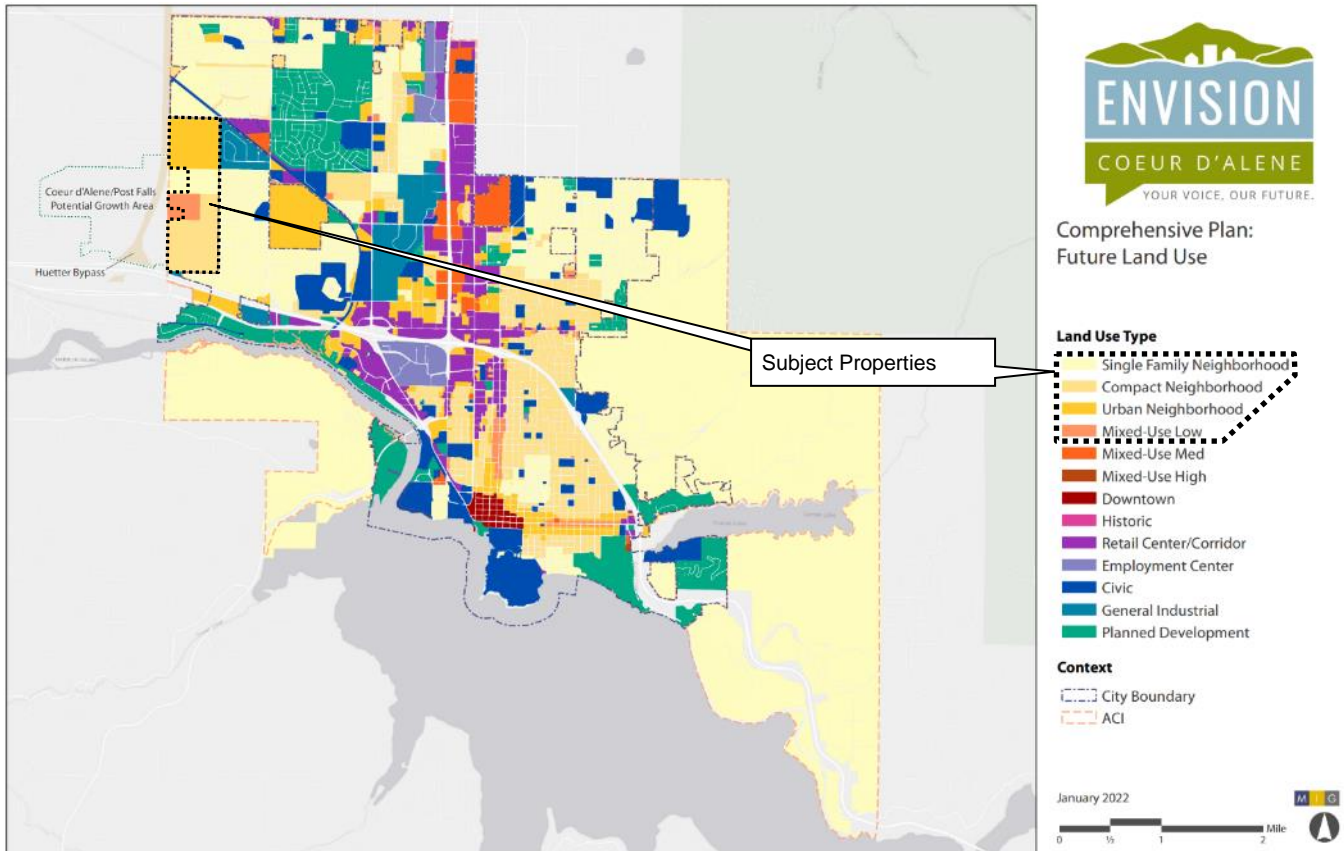 Coeur d'Alene/Post Falls
Potential Growth Area
Huetter Bypass
Subject Properties
ENVISION
COEUR D'ALENE
YOUR VOICE, OUR FUTURE.
Comprehensive Plan:
Future Land Use
Land Use Type
Single Family Neighborhood
Compact Neighborhood
Urban Neighborhood
Mixed-Use Low
Mixed-Use Med
Mixed-Use High
Downtown
Historic
Retail Center/Corridor
Employment Center
Civic
General Industrial
Planned Development
Context
City Boundary
ACI
January 2022
M I G
Mile
0 ½ 1 2